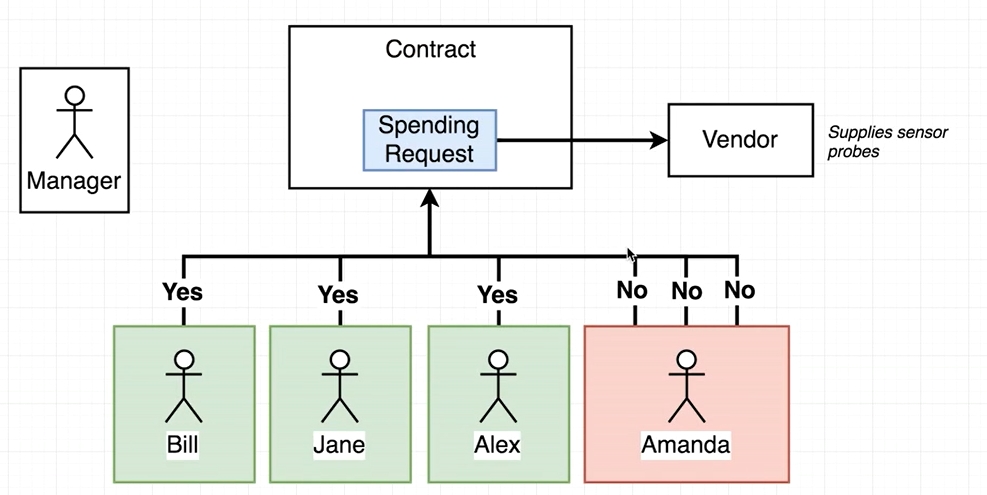 Contract
Manager
Spending
Request
Vendor
Supplies sensor
probes
Yes
Yes
Yes
No
No
No
Bill
Jane
Alex
Amanda